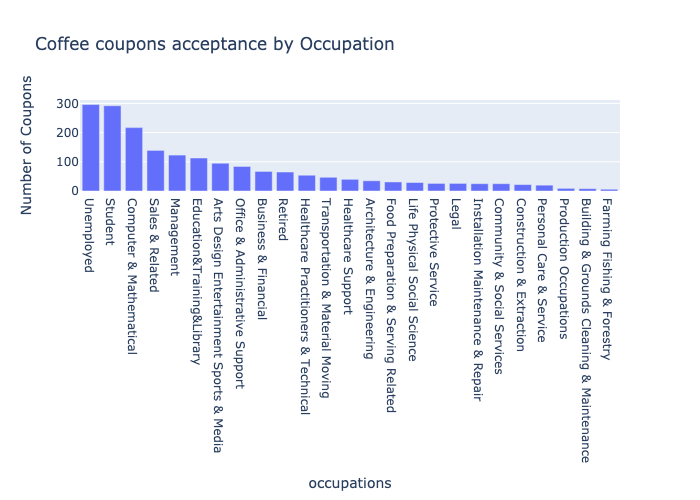 Coffee coupons acceptance by Occupation
Number of Cnopons
300
200
100
0
Unemployed
Student
Computer & Mathematical
Sales & Related
Management
Education&Training&Library
Arts Design Entertainment Sports & Media
Office & Administrative Support
Business & Financial
Retired
Healthcare Practitioners & Technical
Transportation & Material Moving
Healthcare Support
Architecture & Engineering
Food Preparation & Serving Related
Life Physical Social Science
Protective Service
Legal
Installation Maintenance & Repair
Community & Social Services
Construction & Extraction
Personal Care & Service
Production Occupations
Building & Grounds Cleaning & Maintenance
Farming Fishing & Forestry
occupations